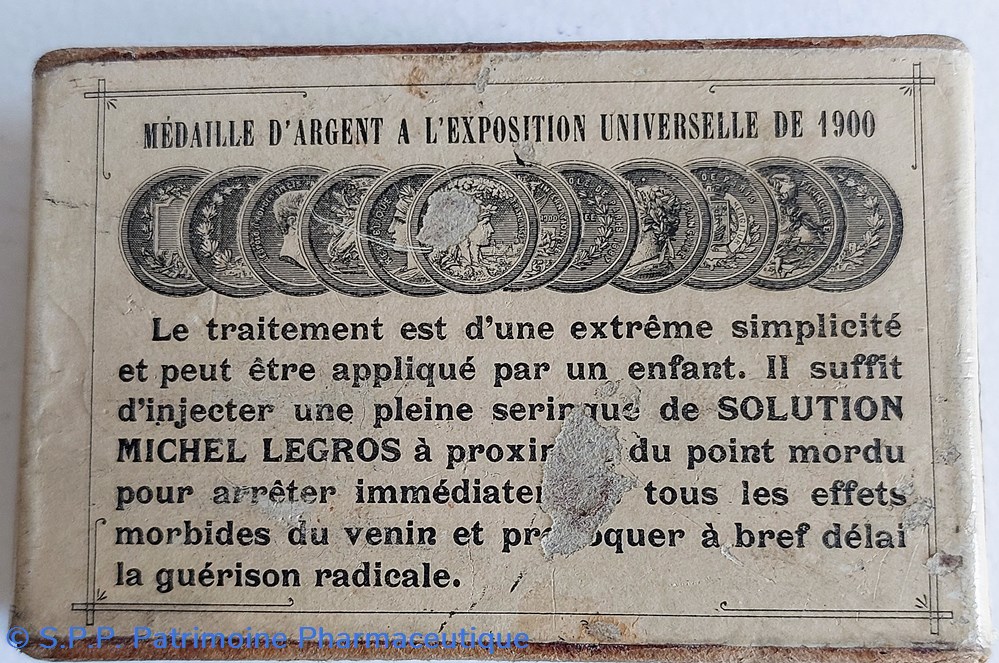 MÉDAILLE D'ARGENT A L'EXPOSITION UNIVERSELLE DE 1900
Le traitement est d'une extrême simplicité
et peut être appliqué par un enfant. Il suffit
d'injecter une pleine seringue de SOLUTION
MICHEL LEGROS à du point mordu
pour arrêter tous les effets
morbides du venin et à bref délai
la guérison radicale.
© S.P.P. Patrimoine Pharmaceutique